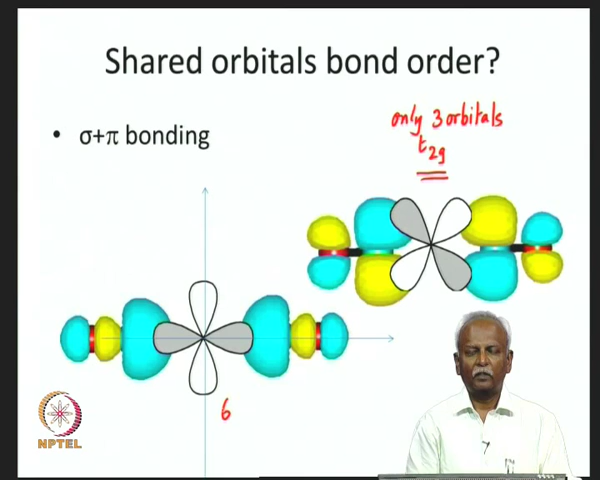 Shared orbitals bond order?
only 3 orbitals
t2g
• σ+π bonding
6
NPTEL